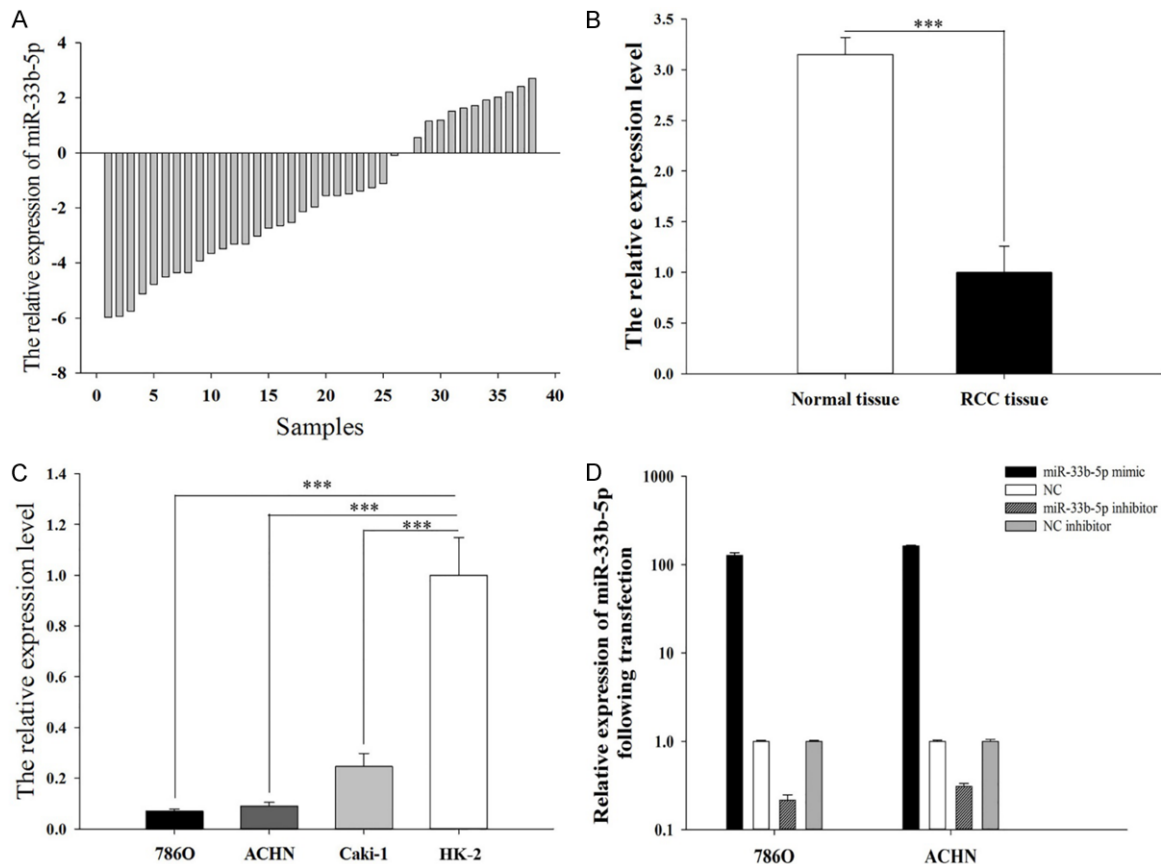 A
The relative expression of miR-33b-5p
4
2
0
-2
-4
-6
-8
0 5 10 15 20 25 30 35 40
Samples
B
***
The relative expression level
3.5
3.0
2.5
2.0
1.5
1.0
0.5
0.0
Normal tissue RCC tissue
C
The relative expression level
1.4
1.2
1.0
0.8
0.6
0.4
0.2
0.0
***
***
***
786O ACHN Caki-1 HK-2
D
Relative expression of miR-33b-5p
following transfection
1000
100
10
1.0
0.1
miR-33b-5p mimic
NC
miR-33b-5p inhibitor
NC inhibitor
786O ACHN